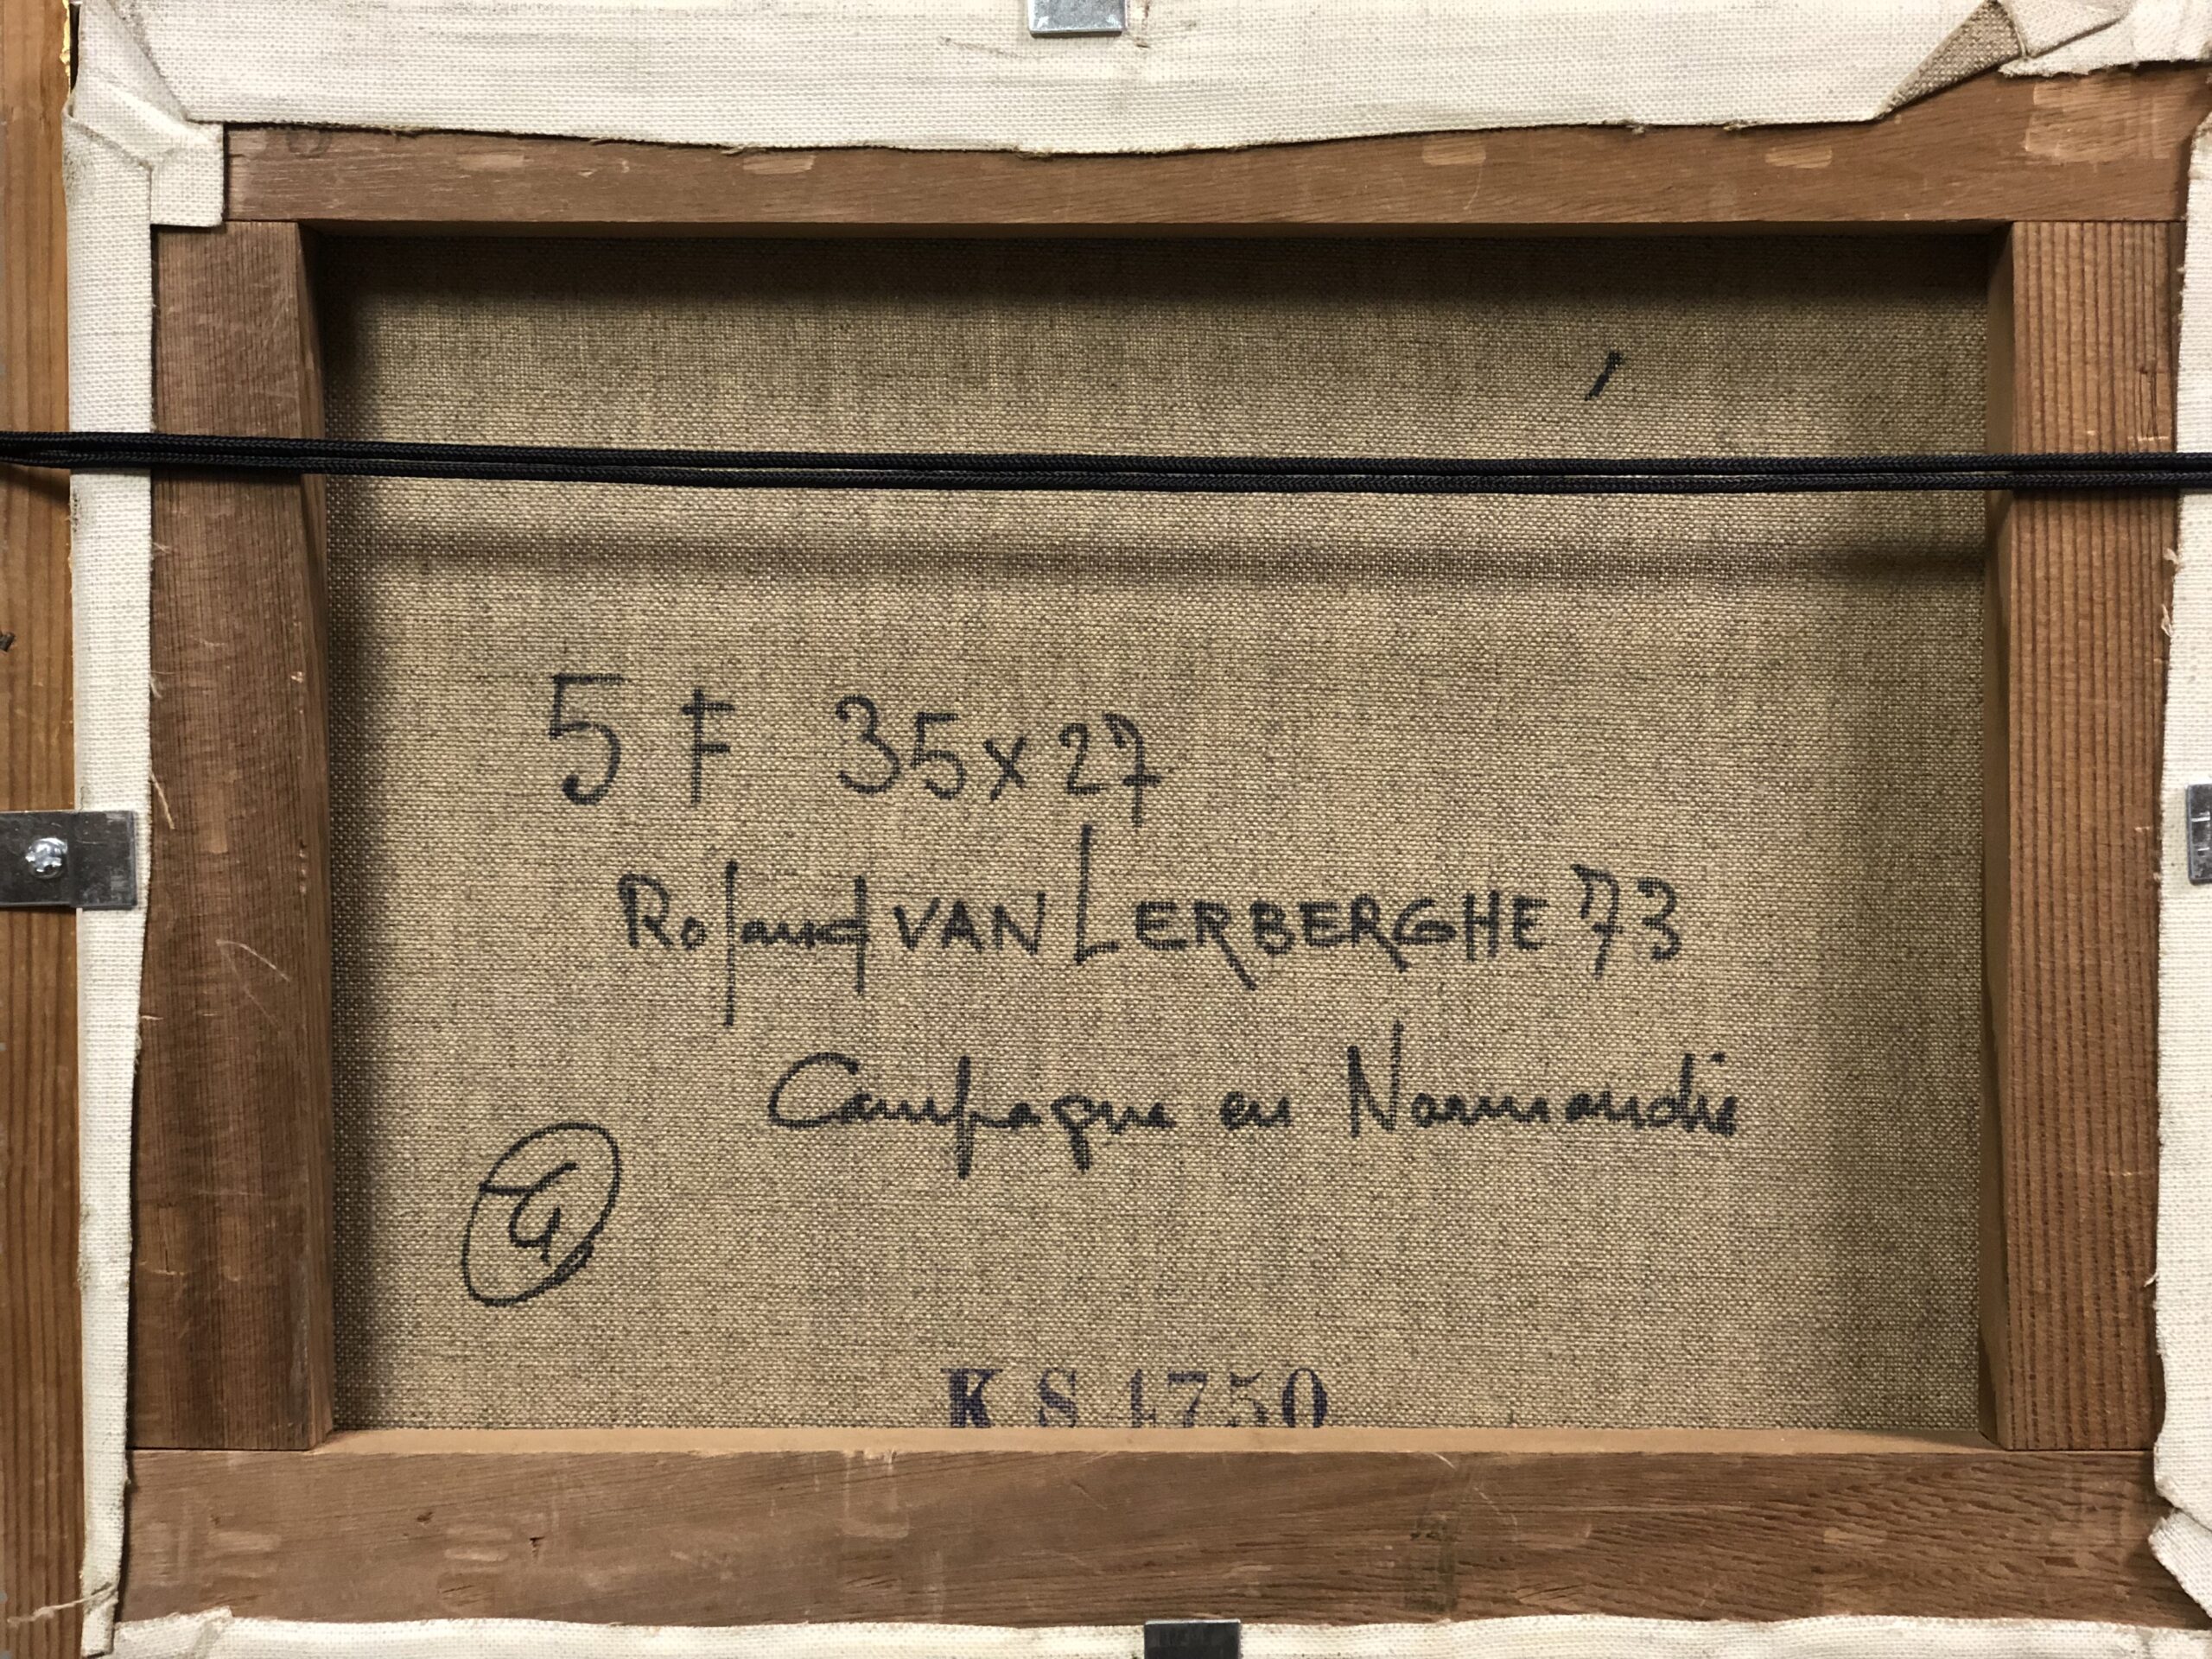 5 F 35x27
Roland VAN LERBERGHE 73
Campagne en Normandie
KS 1750